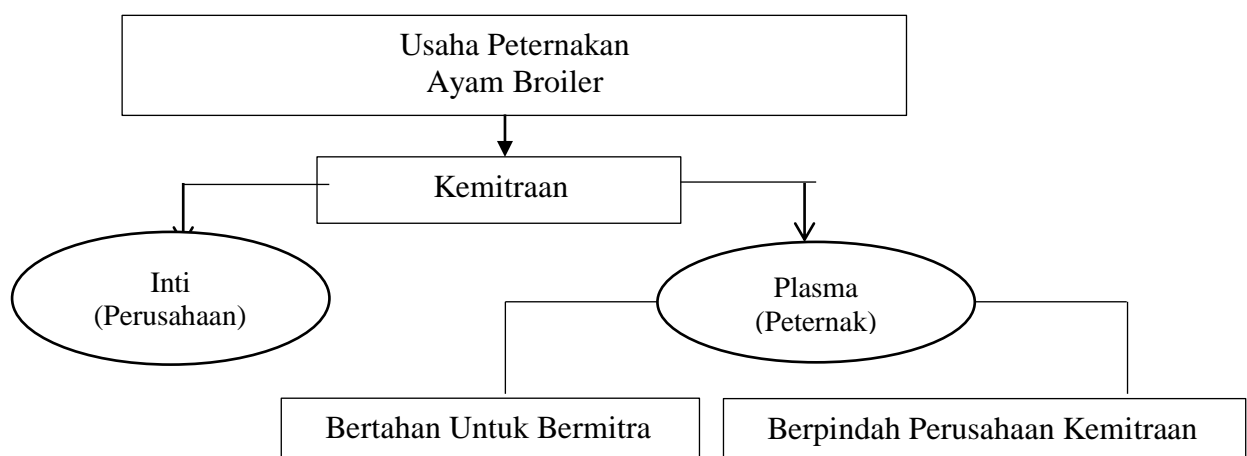 Usaha Peternakan
Ayam Broiler
Kemitraan
Inti
(Perusahaan)
Plasma
(Peternak)
Bertahan Untuk Bermitra
Berpindah Perusahaan Kemitraan